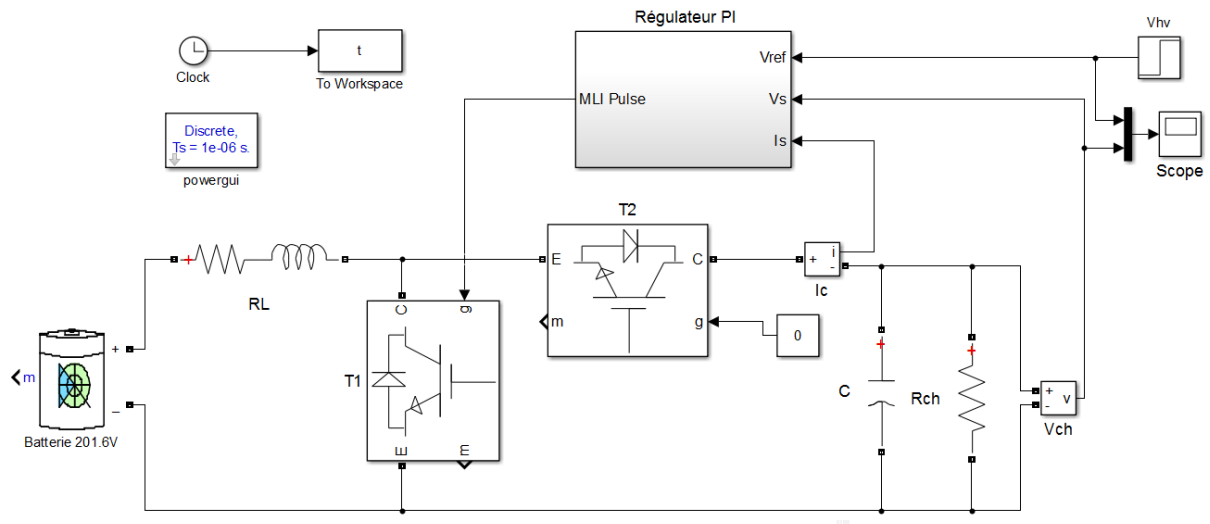 Régulateur PI
Vhv
Clock
t
To Workspace
Vref
MLI Pulse
Vs
Is
Scope
Discrete,
Ts = 1e-06 s.
powergui
T2
E
C
m
g
0
i
+
-
Ic
RL
C
g
T1
E
m
+
m
–
Batterie 201.6V
C
Rch
+
-
v
Vch